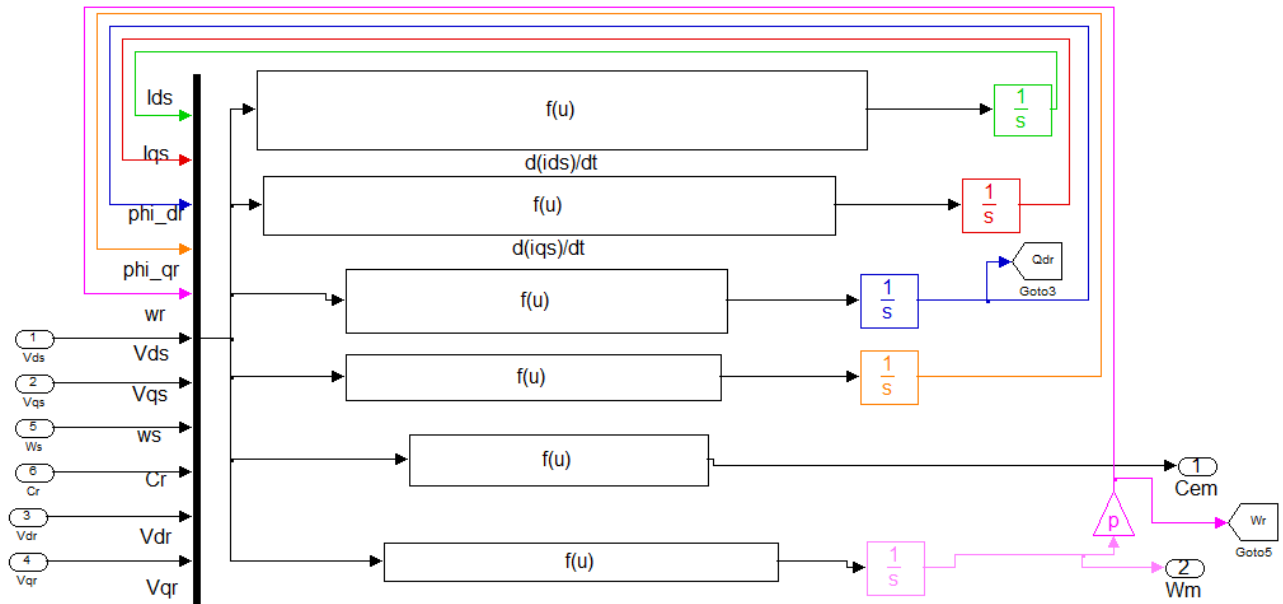 Ids
f(u)
1
s
d(ids)/dt
Iqs
f(u)
1
s
d(iqs)/dt
phi_dr
phi_qr
f(u)
1
s
Qdr
Goto3
wr
1
Vds
Vds
f(u)
1
s
2
Vqs
Vqs
5
Ws
ws
f(u)
1
Cem
6
Cr
Cr
3
Vdr
Vdr
p
Wr
Goto5
4
Vqr
Vqr
f(u)
1
s
2
Wm